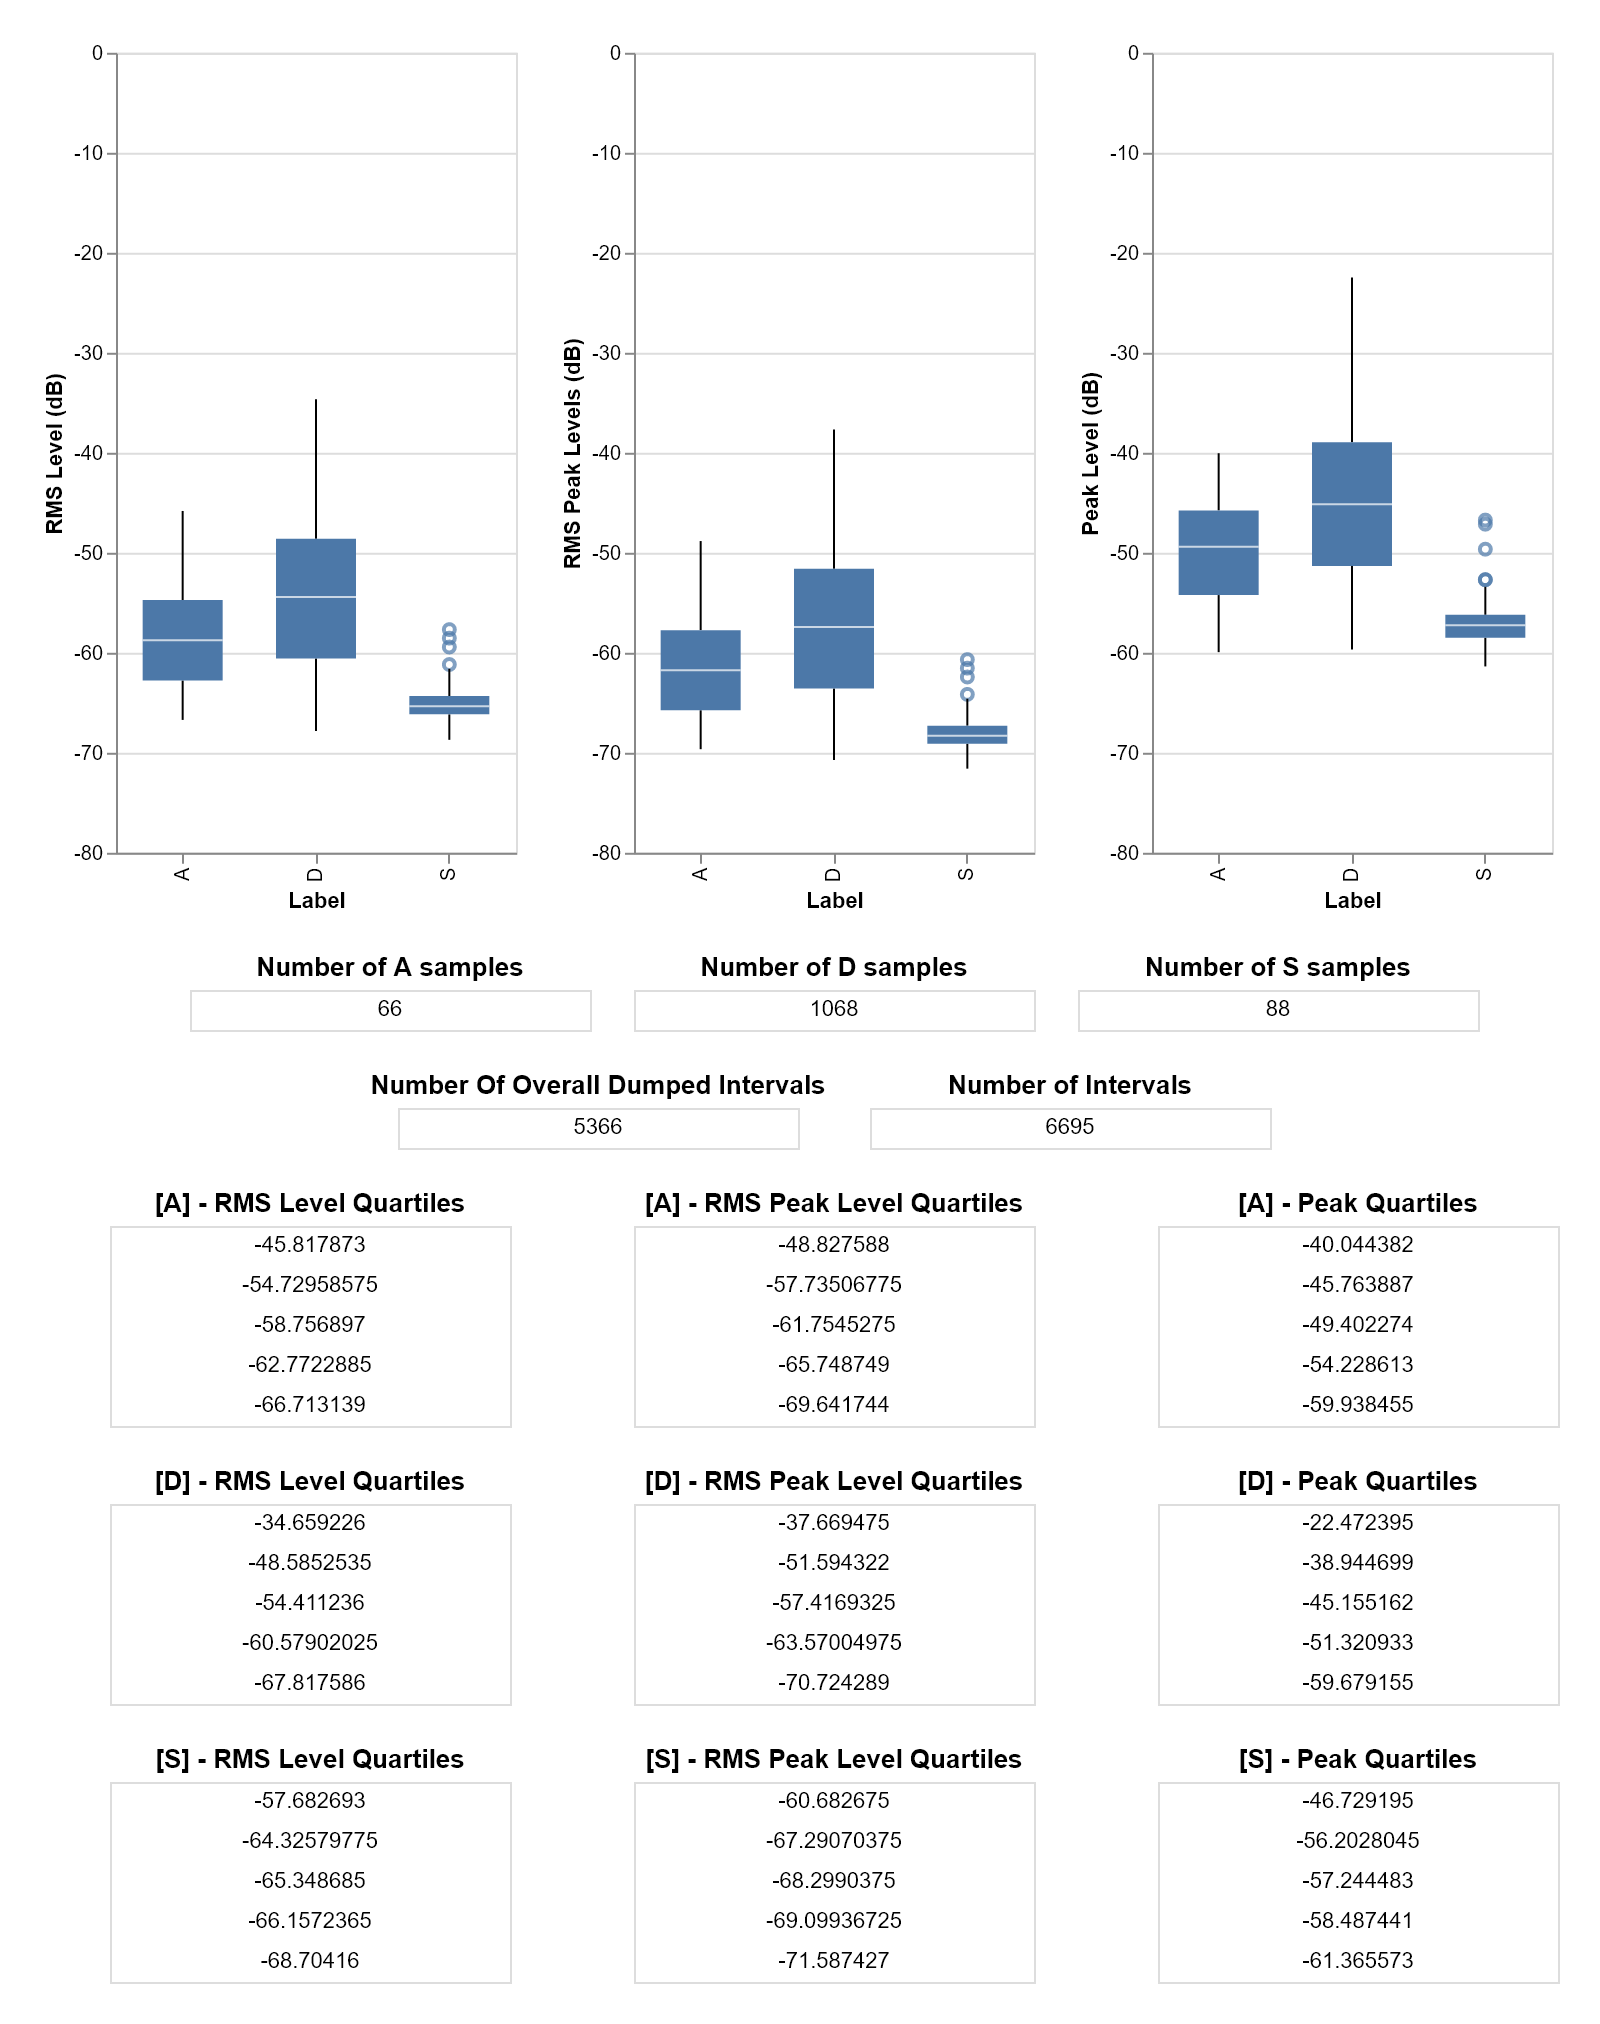 0
-10
-20
-30
-40
-50
-60
-70
-80
RMS Level (dB)
A
D
S
Label
0
-10
-20
-30
-40
-50
-60
-70
-80
RMS Peak Levels (dB)
A
D
S
Label
0
-10
-20
-30
-40
-50
-60
-70
-80
Peak Level (dB)
A
D
S
Label
Number of A samples
66
Number of D samples
1068
Number of S samples
88
Number Of Overall Dumped Intervals
5366
Number of Intervals
6695
[A] - RMS Level Quartiles
-45.817873
-54.72958575
-58.756897
-62.7722885
-66.713139
[A] - RMS Peak Level Quartiles
-48.827588
-57.73506775
-61.7545275
-65.748749
-69.641744
[A] - Peak Quartiles
-40.044382
-45.763887
-49.402274
-54.228613
-59.938455
[D] - RMS Level Quartiles
-34.659226
-48.5852535
-54.411236
-60.57902025
-67.817586
[D] - RMS Peak Level Quartiles
-37.669475
-51.594322
-57.4169325
-63.57004975
-70.724289
[D] - Peak Quartiles
-22.472395
-38.944699
-45.155162
-51.320933
-59.679155
[S] - RMS Level Quartiles
-57.682693
-64.32579775
-65.348685
-66.1572365
-68.70416
[S] - RMS Peak Level Quartiles
-60.682675
-67.29070375
-68.2990375
-69.09936725
-71.587427
[S] - Peak Quartiles
-46.729195
-56.2028045
-57.244483
-58.487441
-61.365573